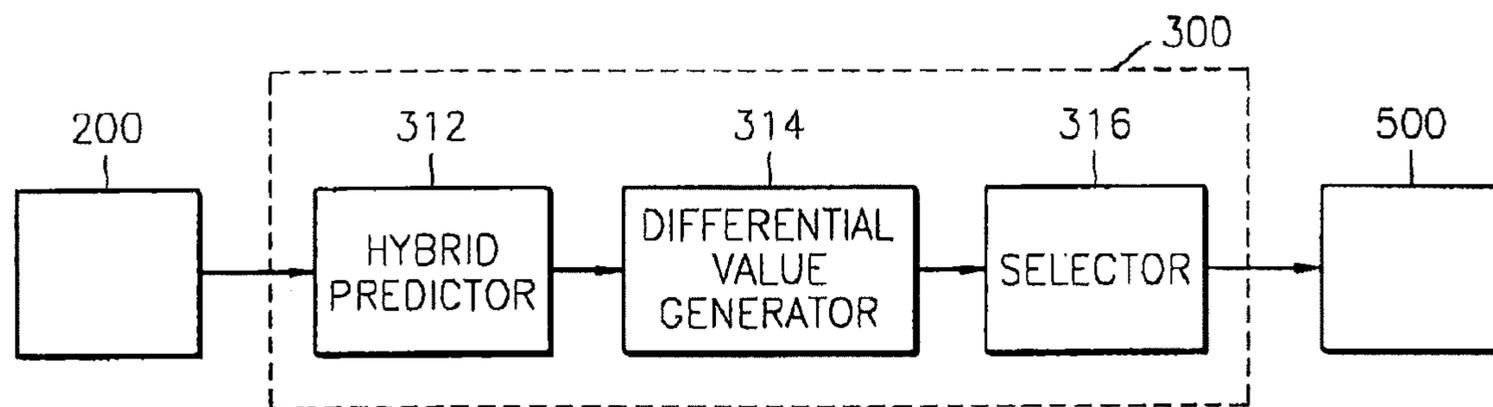 300
200
312
314
316
500
HYBRID
PREDICTOR
DIFFERENTIAL
VALUE
GENERATOR
SELECTOR